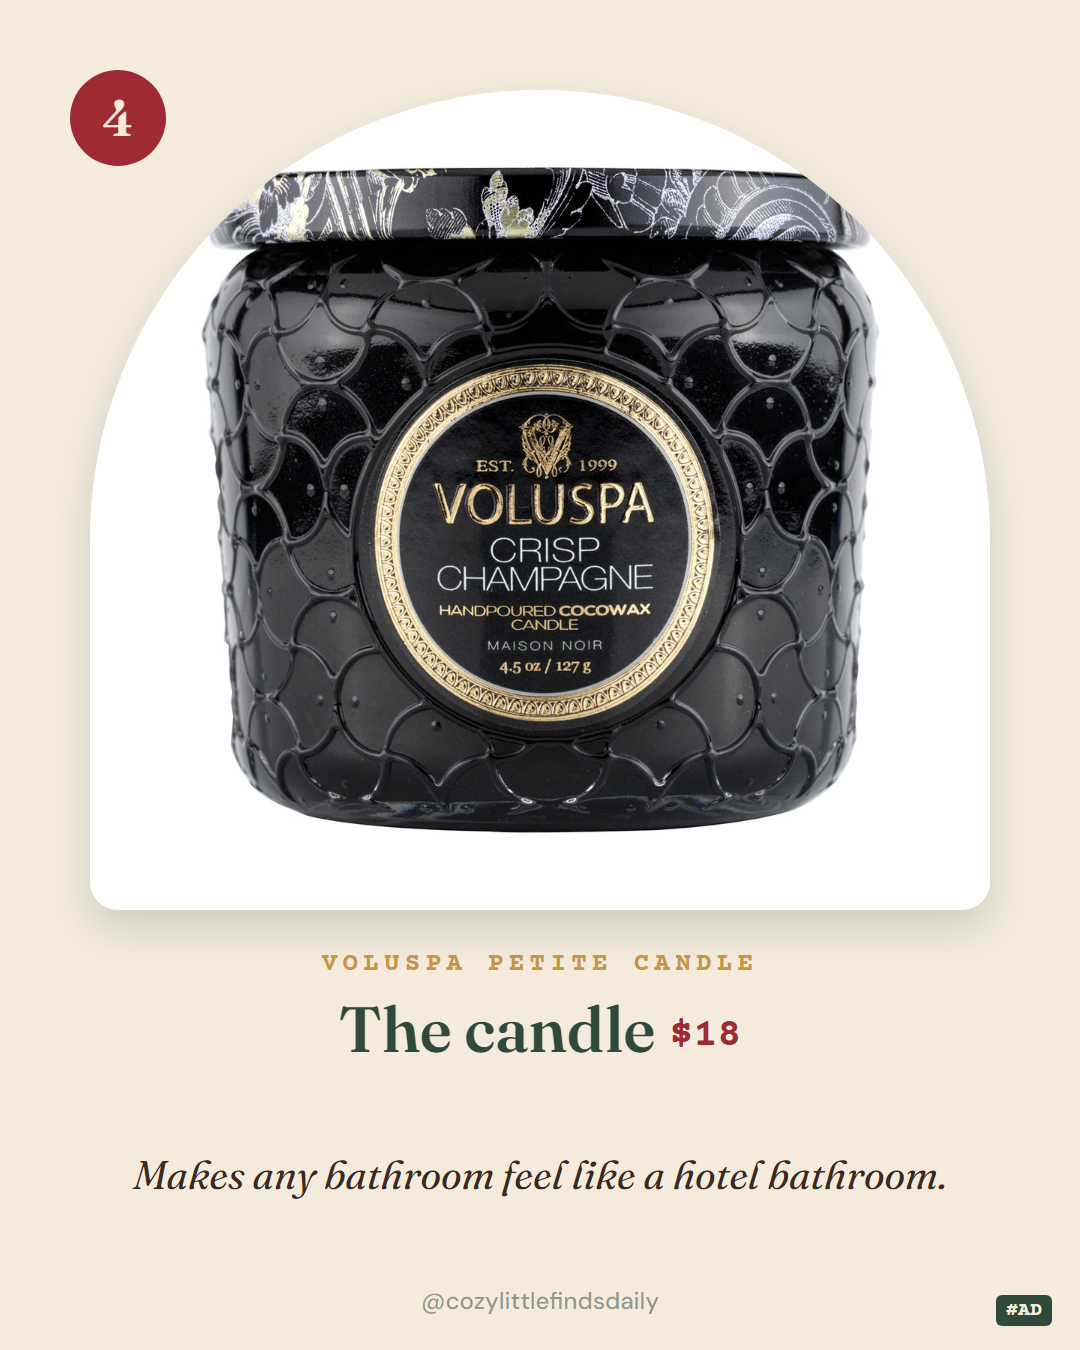 4
EST. 1999
VOLUSPA
CRISP
CHAMPAGNE
HANDPOURED COCOWAX
CANDLE
MAISON NOIR
4.5 oz / 127 g
VOLUSPA PETITE CANDLE
The candle $18
Makes any bathroom feel like a hotel bathroom.
@cozylittlefindsdaily
#AD